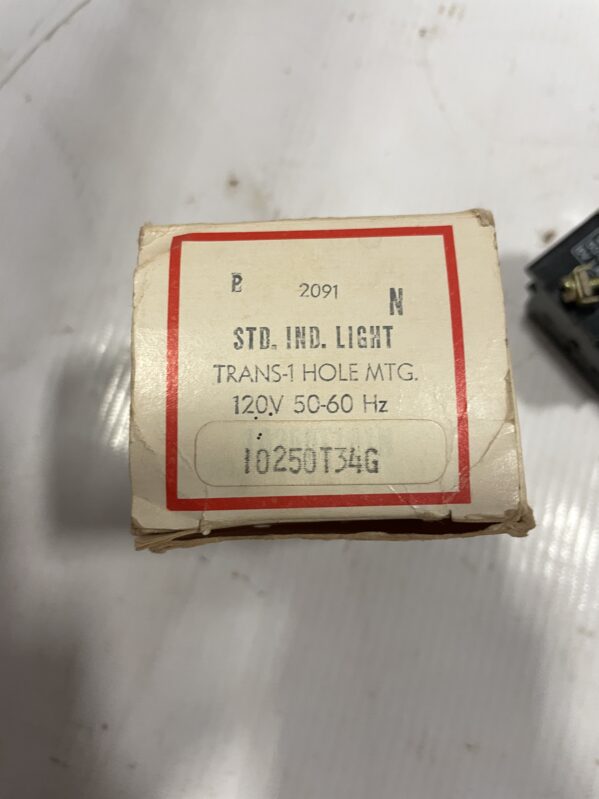 B 2091 N
STD. IND. LIGHT
TRANS-1 HOLE MTG.
120V 50-60 Hz
10250T34G